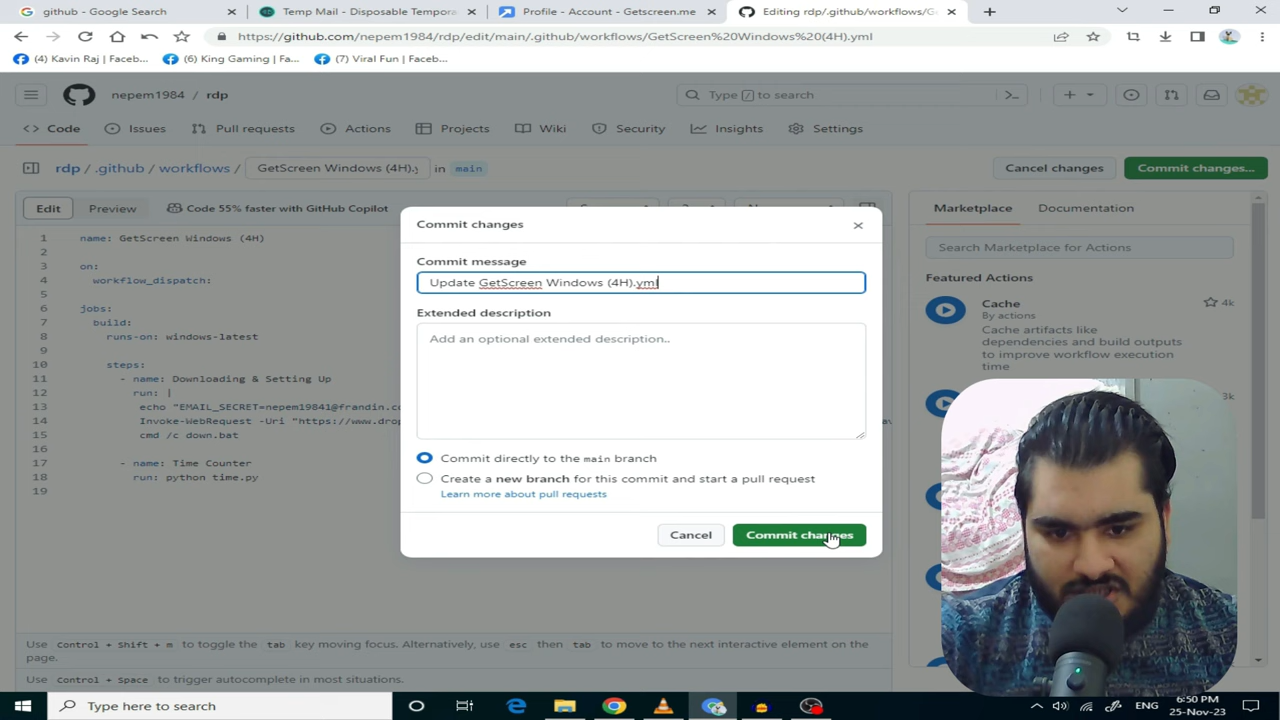 github - Google Search
Temp Mail - Disposable Tempora
Profile - Account - Getscreen.me
Editing rdp/.github/workflows/Ge
https://github.com/nepem1984/rdp/edit/main/.github/workflows/GetScreen%20Windows%20(4H).yml
(4) Kavin Raj | Faceb...
(6) King Gaming | Fa...
(7) Viral Fun | Faceb...
nepem1984 / rdp
Type / to search
Code
Issues
Pull requests
Actions
Projects
Wiki
Security
Insights
Settings
rdp / .github / workflows / GetScreen Windows (4H).y in main
Cancel changes
Commit changes...
Edit
Preview
Code 55% faster with GitHub Copilot
1 name: GetScreen Windows (4H)
2
3 on:
4 workflow_dispatch:
5
6 jobs:
7 build:
8 runs-on: windows-latest
9
10 steps:
11 - name: Downloading & Setting Up
12 run: |
13 echo "EMAIL_SECRET=nepem19841@frandin.co
14 Invoke-WebRequest -Uri "https://www.drop
15 cmd /c down.bat
16
17 - name: Time Counter
18 run: python time.py
19
Commit changes
Commit message
Update GetScreen Windows (4H).yml
Extended description
Add an optional extended description..
Commit directly to the main branch
Create a new branch for this commit and start a pull request
Learn more about pull requests
Cancel
Commit changes
Marketplace
Documentation
Search Marketplace for Actions
Featured Actions
Cache
4k
By actions
Cache artifacts like
dependencies and build outputs
to improve workflow execution
time
3k
Use Control + Shift + m to toggle the tab key moving focus. Alternatively, use esc then tab to move to the next interactive element on the
page.
Use Control + Space to trigger autocomplete in most situations.
Type here to search
ENG
6:50 PM
25-Nov-23